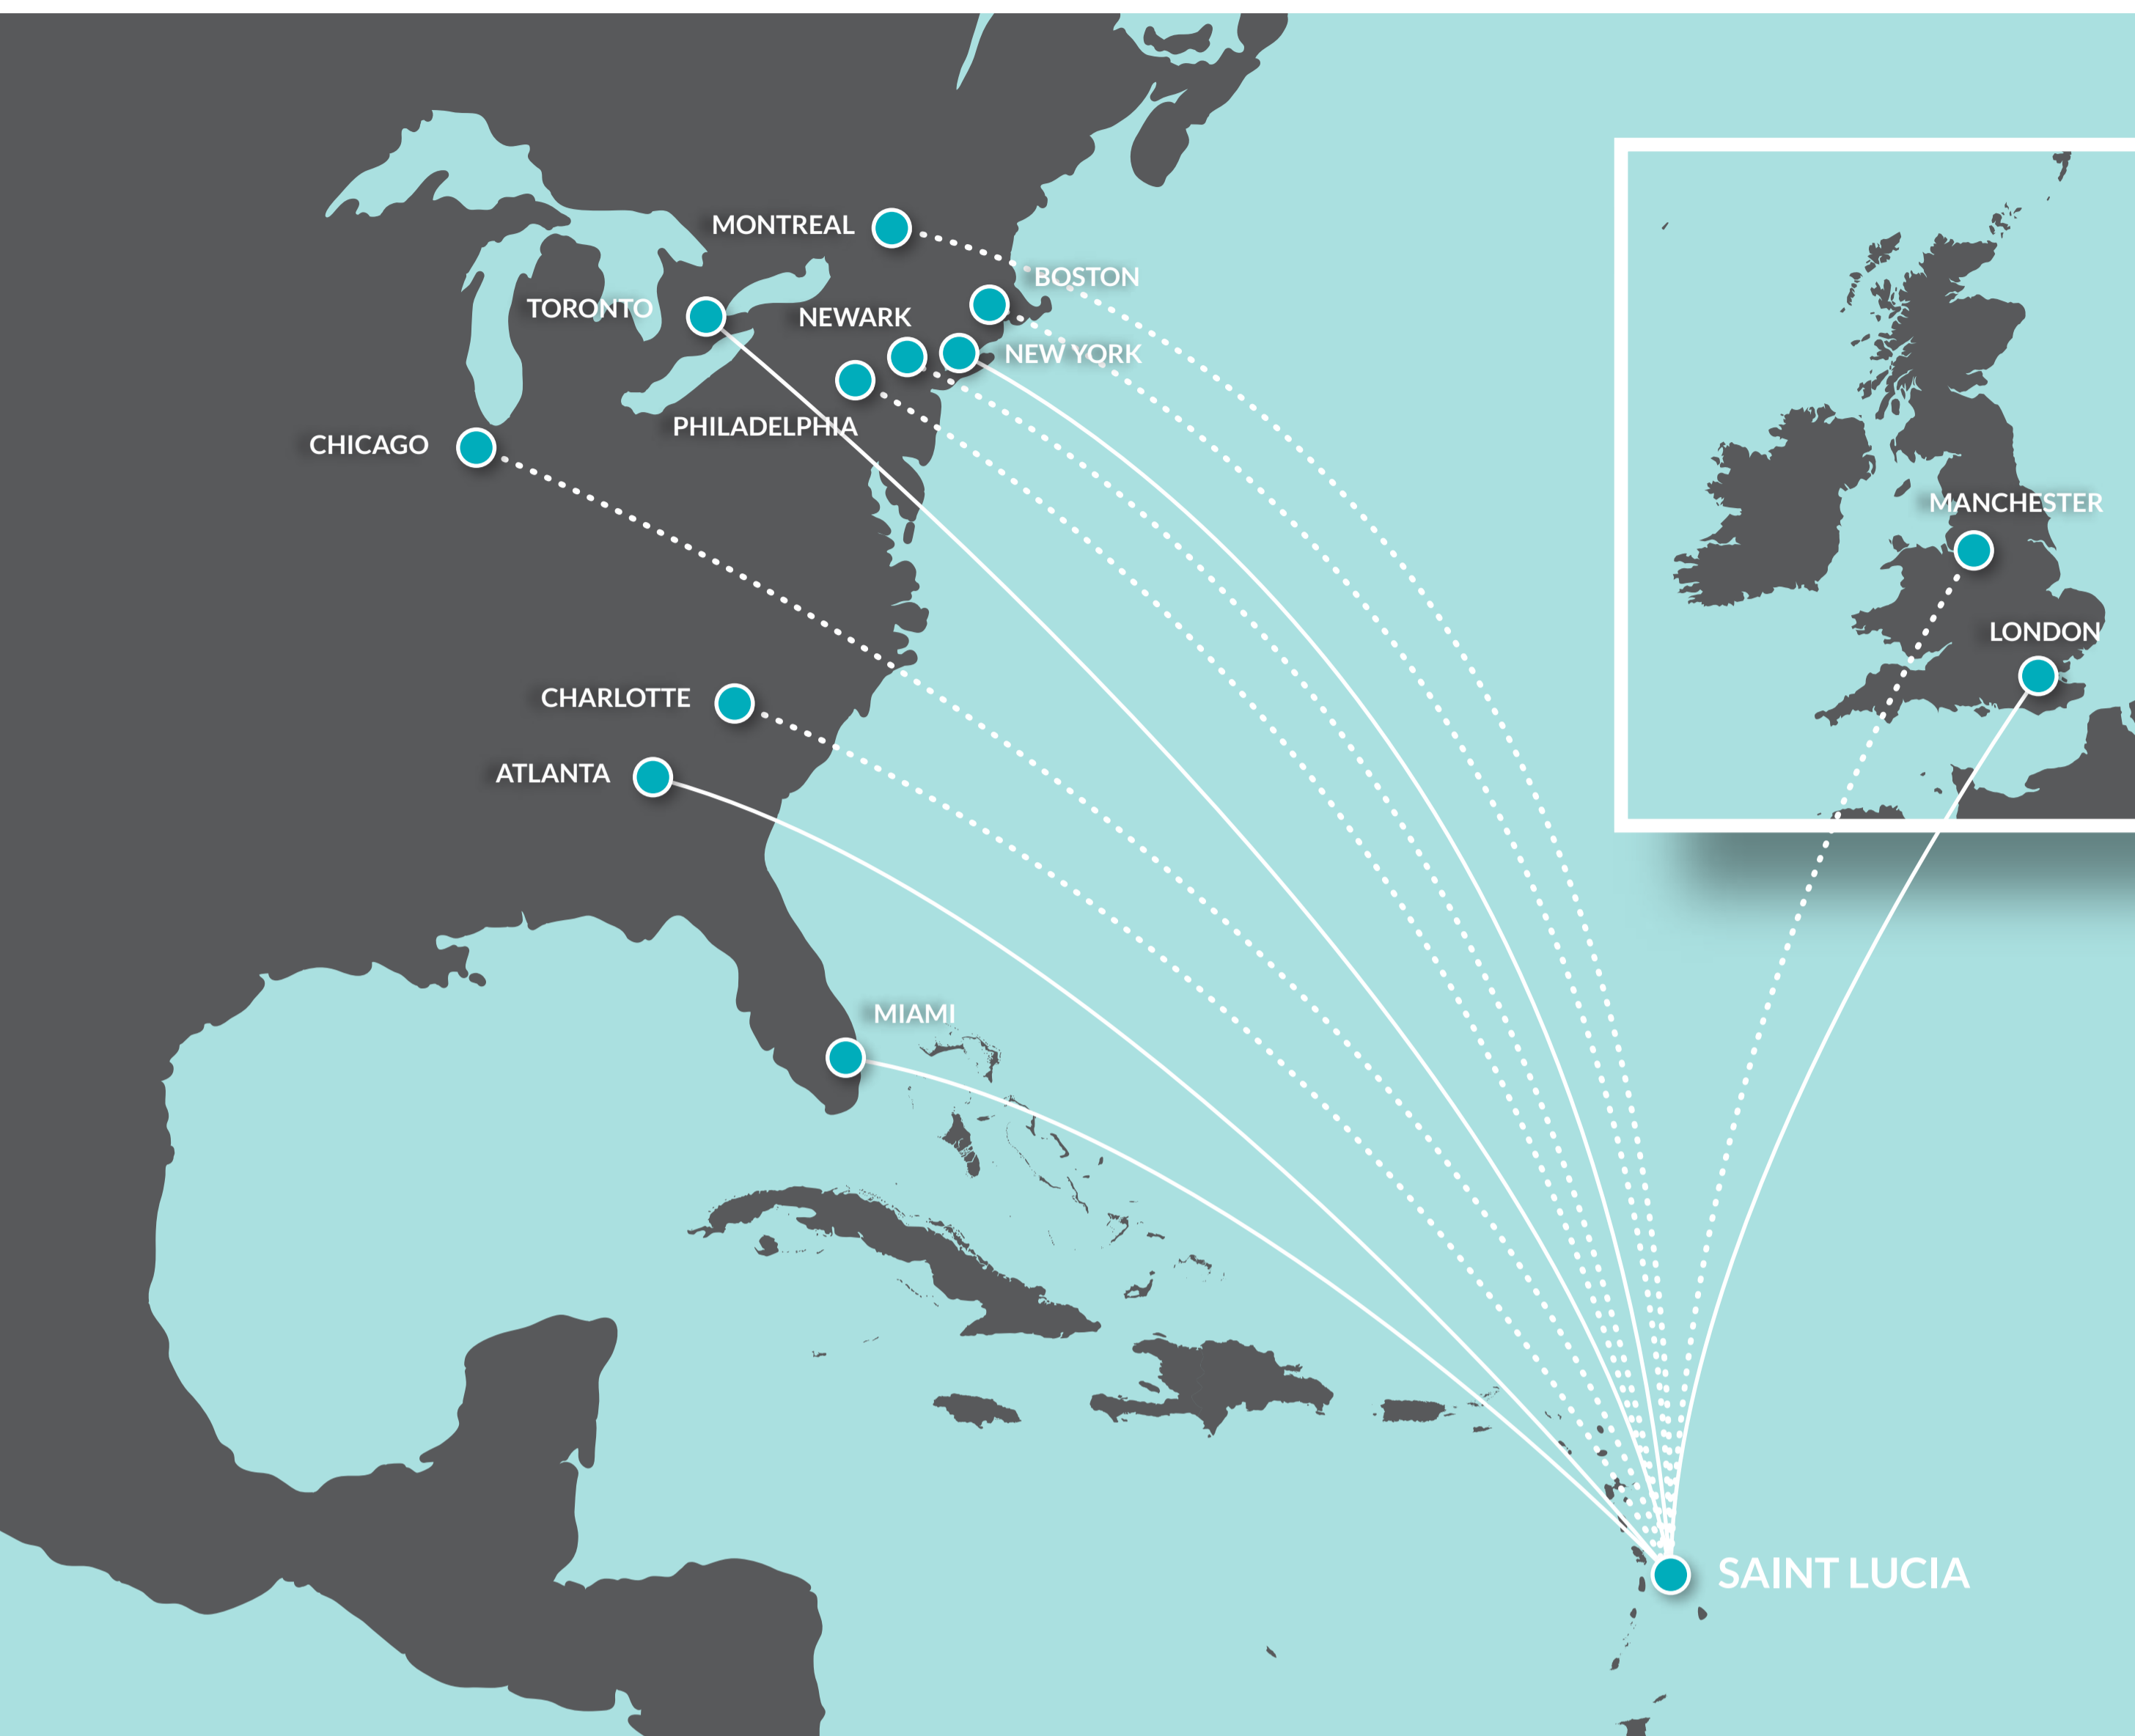 MONTREAL
BOSTON
TORONTO
NEWARK
NEW YORK
PHILADELPHIA
CHICAGO
MANCHESTER
LONDON
CHARLOTTE
ATLANTA
MIAMI
SAINT LUCIA